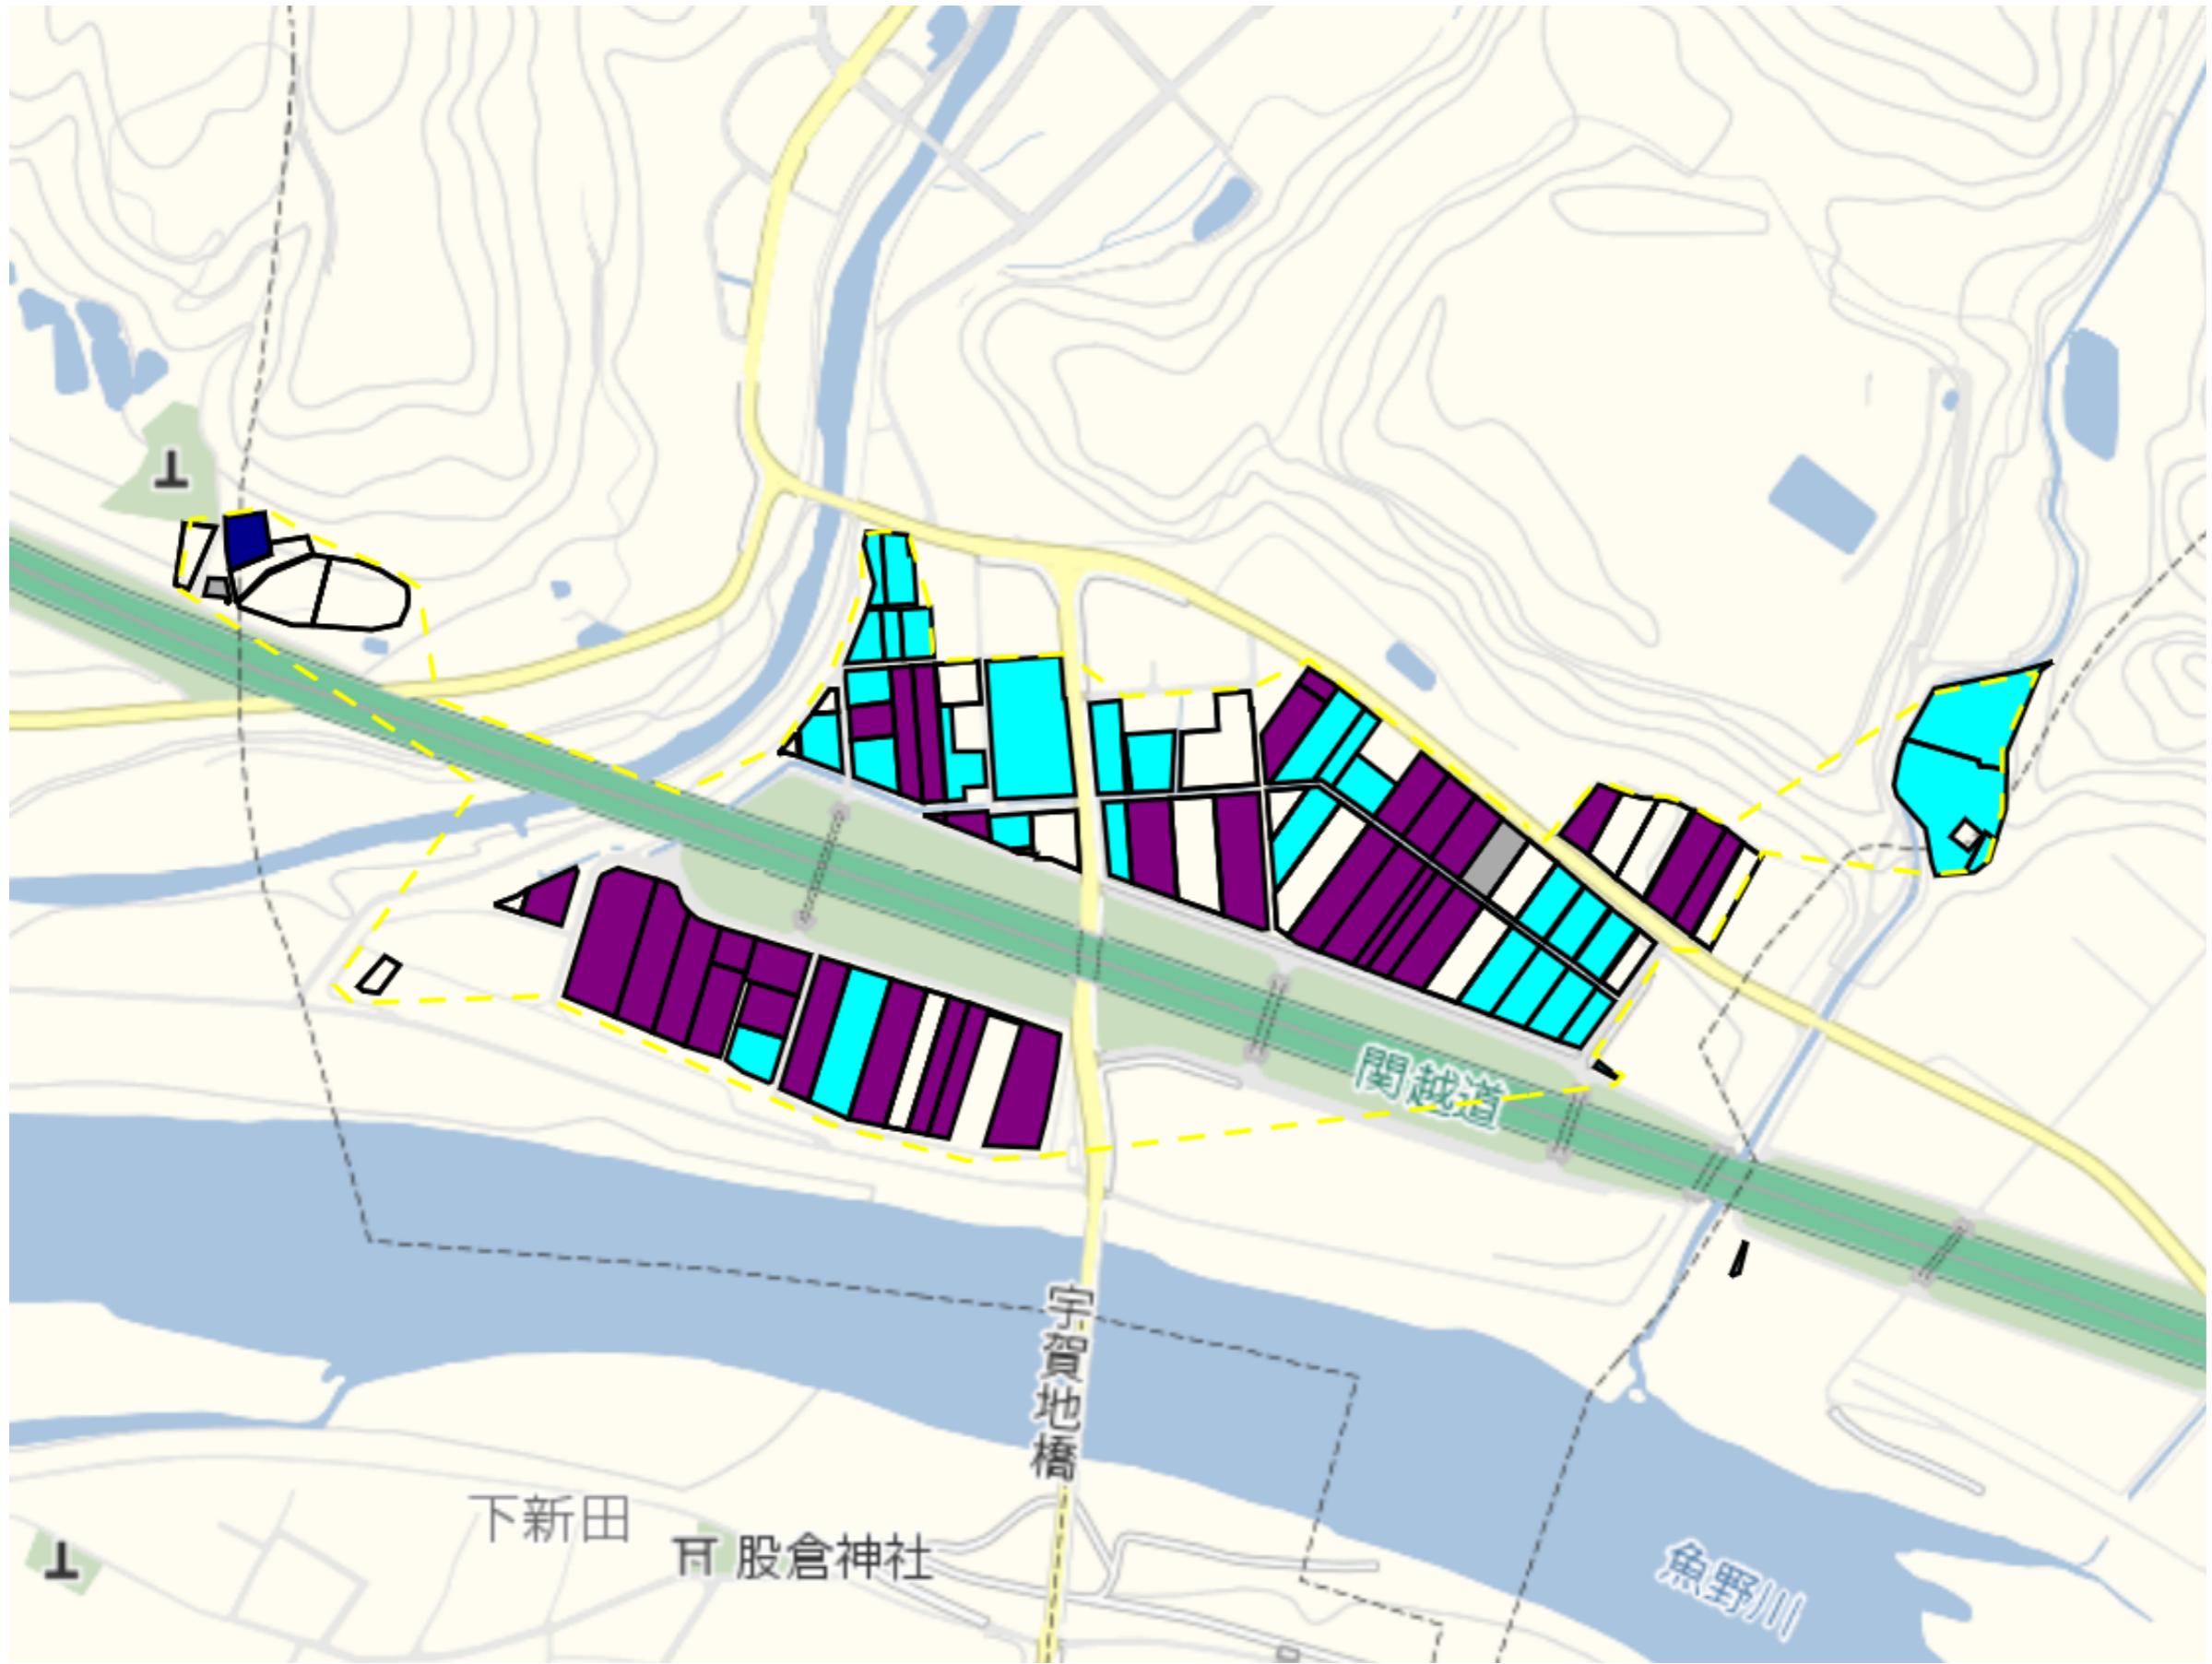 関越道
宇賀地橋
下新田
股倉神社
魚野川